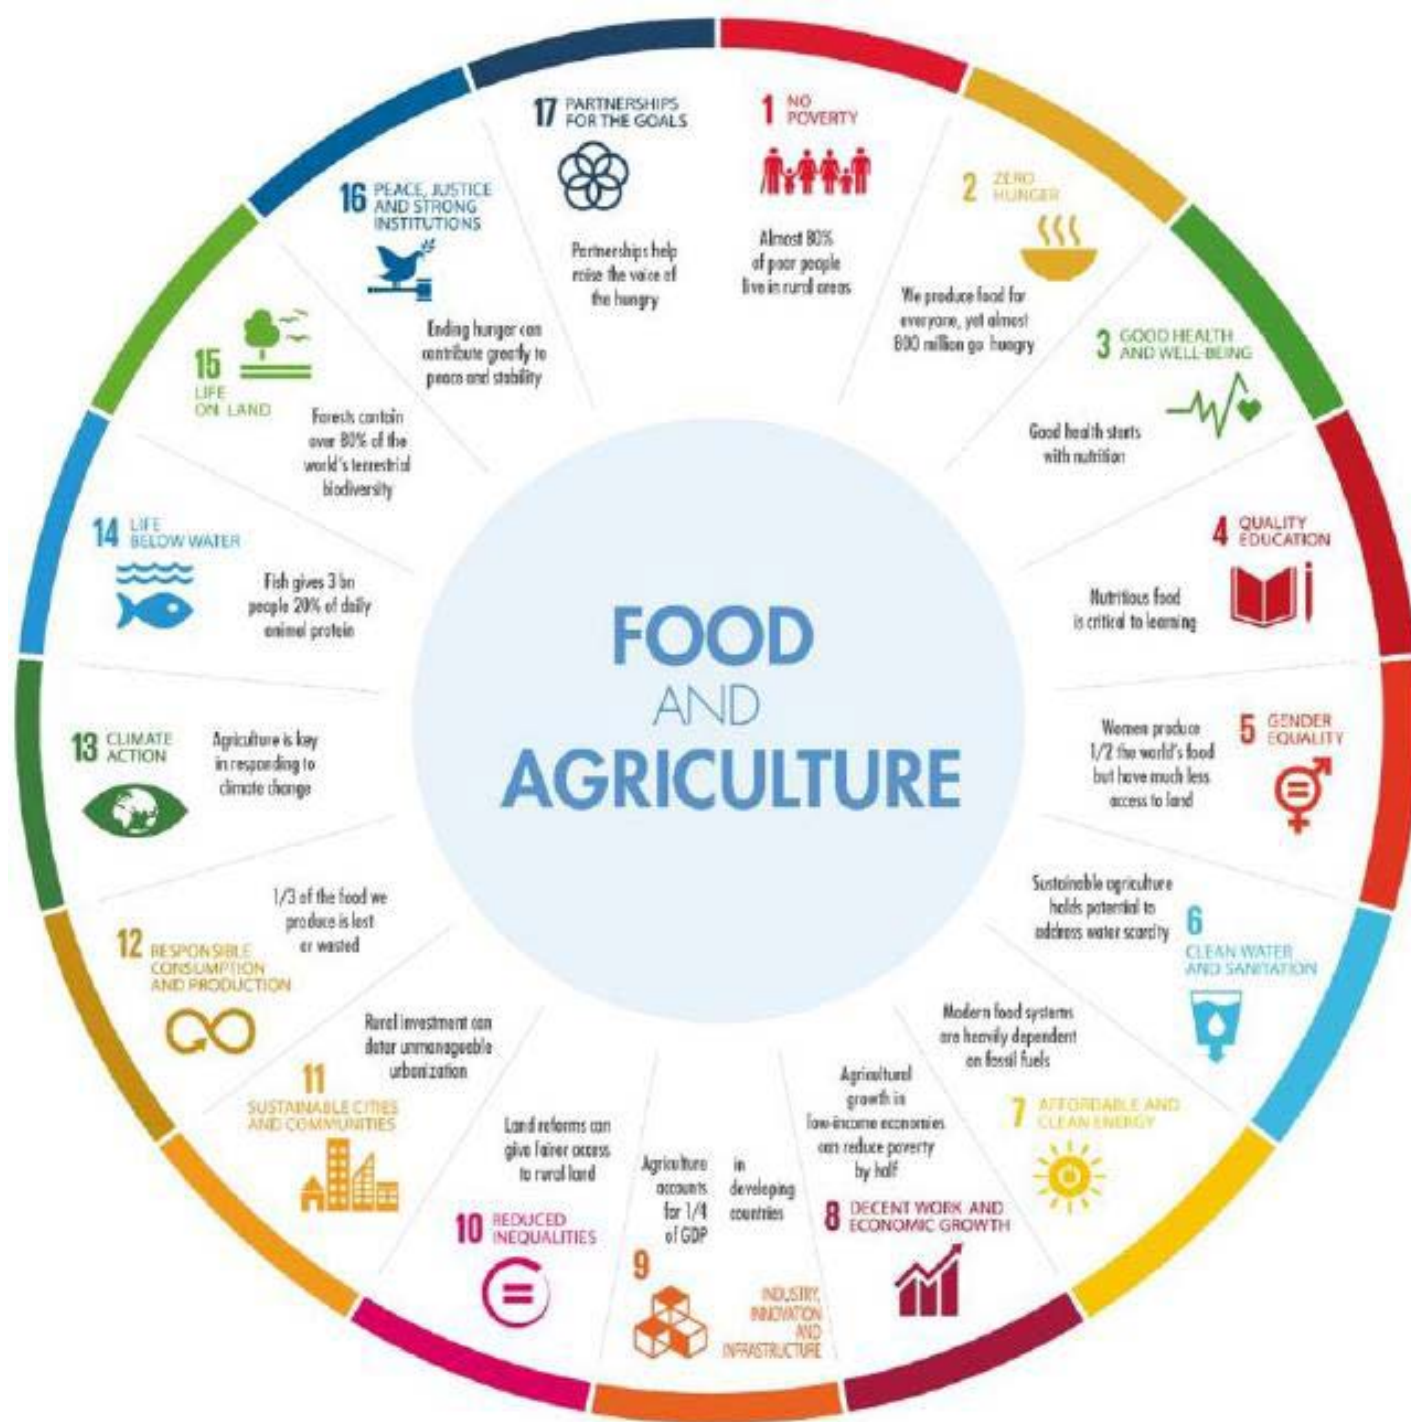 FOOD
AND
AGRICULTURE
1 NO
POVERTY
Almost 80%
of poor people
live in rural areas
2 ZERO
HUNGER
We produce food for
everyone, yet almost
800 million go hungry
3 GOOD HEALTH
AND WELL-BEING
Good health starts
with nutrition
4 QUALITY
EDUCATION
Nutritious food
is critical to learning
5 GENDER
EQUALITY
Women produce
1/2 the world's food
but have much less
access to land
6
CLEAN WATER
AND SANITATION
Sustainable agriculture
holds potential to
address water scarcity
7 AFFORDABLE AND
CLEAN ENERGY
Modern food systems
are heavily dependent
on fossil fuels
8 DECENT WORK AND
ECONOMIC GROWTH
Agricultural
growth in
low-income economies
can reduce poverty
by half
9
INDUSTRY,
INNOVATION
AND
INFRASTRUCTURE
Agriculture
accounts
for 1/4
of GDP
in
developing
countries
10 REDUCED
INEQUALITIES
Land reforms can
give fairer access
to rural land
11
SUSTAINABLE CITIES
AND COMMUNITIES
Rural investment can
deter unmanageable
urbanization
12 RESPONSIBLE
CONSUMPTION
AND PRODUCTION
1/3 of the food we
produce is lost
or wasted
13 CLIMATE
ACTION
Agriculture is key
in responding to
climate change
14 LIFE
BELOW WATER
Fish gives 3 bn
people 20% of daily
animal protein
15
LIFE
ON LAND
Forests contain
over 80% of the
world's terrestrial
biodiversity
16 PEACE, JUSTICE
AND STRONG
INSTITUTIONS
Ending hunger can
contribute greatly to
peace and stability
17 PARTNERSHIPS
FOR THE GOALS
Partnerships help
raise the voice of
the hungry